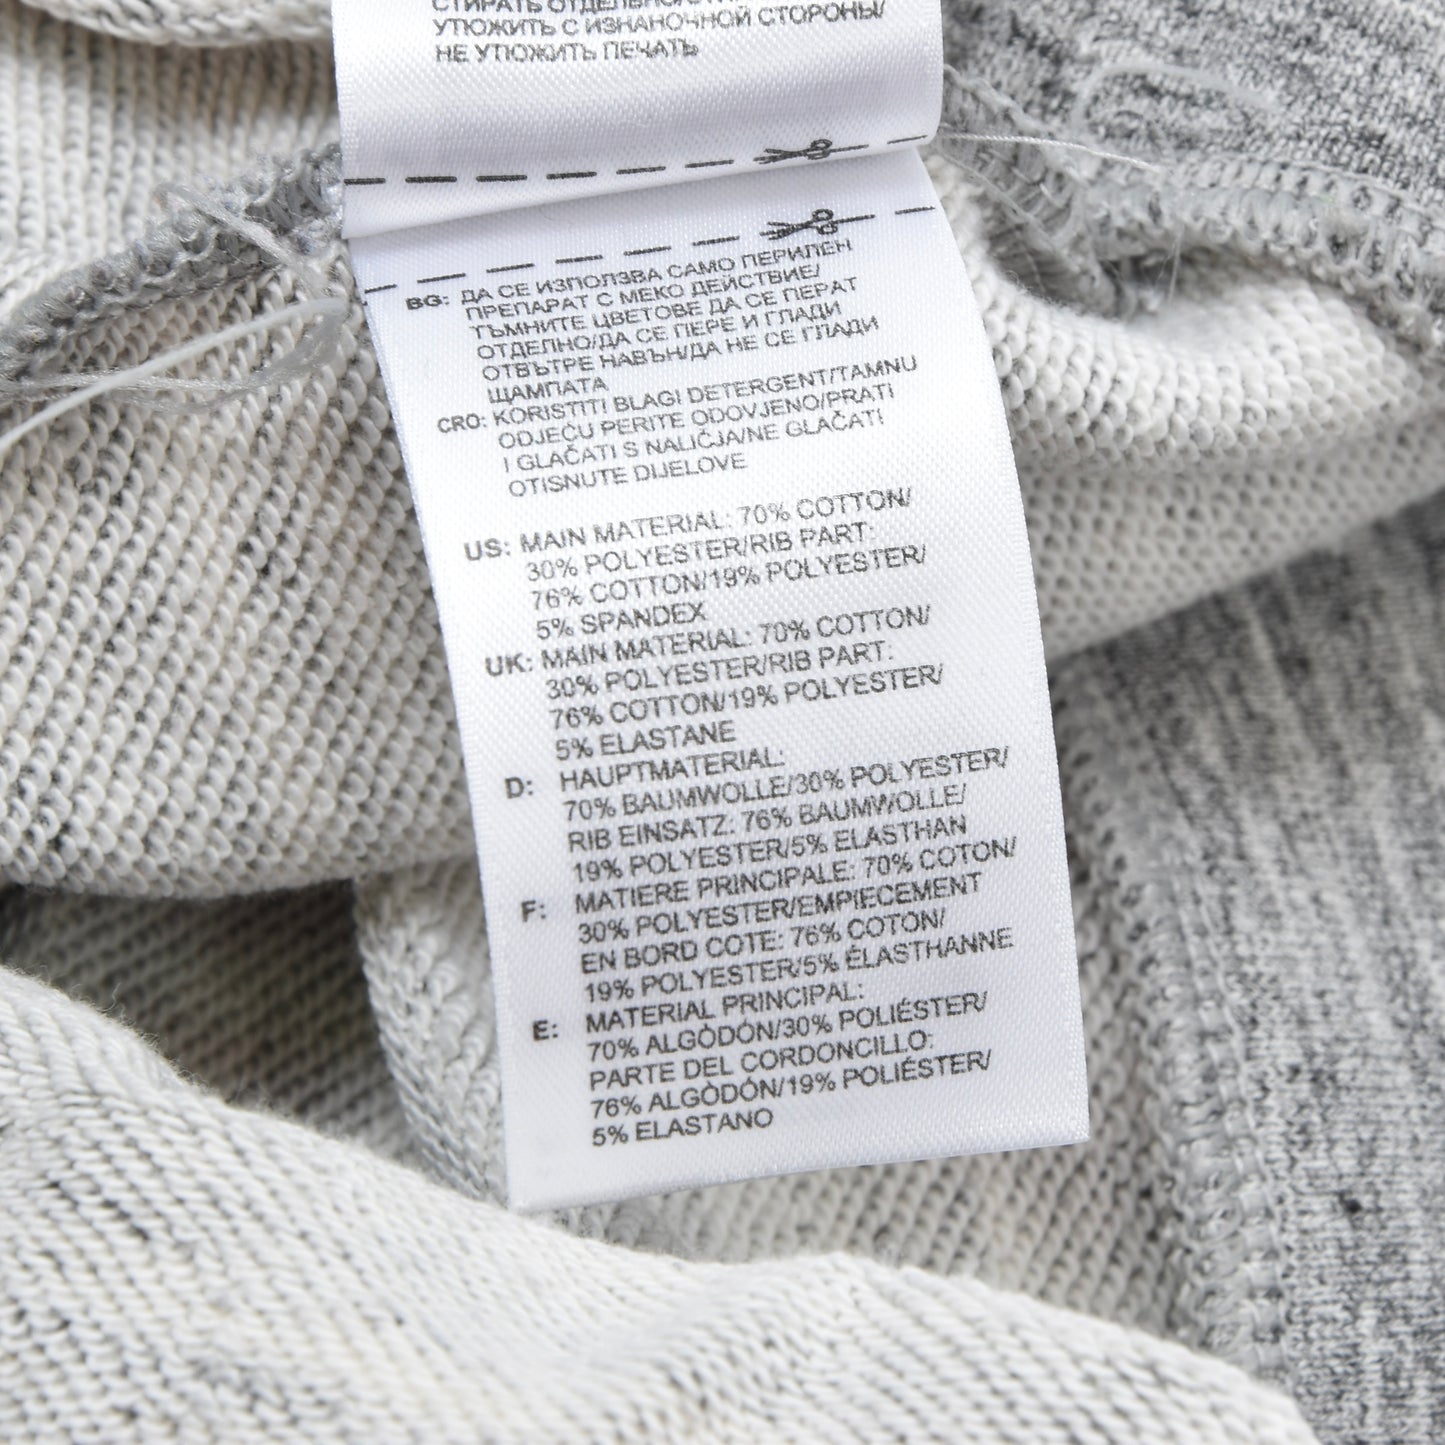 СТИРАТЬ ОТДЕЛЬНО/
УТЮЖИТЬ С ИЗНАНОЧНОЙ СТОРОНЫ/
НЕ УТЮЖИТЬ ПЕЧАТЬ
BG: ДА СЕ ИЗПОЛЗВА САМО ПЕРИЛЕН
ПРЕПАРАТ С МЕКО ДЕЙСТВИЕ/
ТЪМНИТЕ ЦВЕТОВЕ ДА СЕ ПЕРАТ
ОТДЕЛНО/ДА СЕ ПЕРЕ И ГЛАДИ
ОТВЪТРЕ НАВЪН/ДА НЕ СЕ ГЛАДИ
ЩАМПАТА
CRO: KORISTITI BLAGI DETERGENT/TAMNU
ODJEĆU PERITE ODOVJENO/PRATI
I GLAČATI S NALIČJA/NE GLAČATI
OTISNUTE DIJELOVE
US: MAIN MATERIAL: 70% COTTON/
30% POLYESTER/RIB PART:
76% COTTON/19% POLYESTER/
5% SPANDEX
UK: MAIN MATERIAL: 70% COTTON/
30% POLYESTER/RIB PART:
76% COTTON/19% POLYESTER/
5% ELASTANE
D: HAUPTMATERIAL:
70% BAUMWOLLE/30% POLYESTER/
RIB EINSATZ: 76% BAUMWOLLE/
19% POLYESTER/5% ELASTHAN
F: MATIERE PRINCIPALE: 70% COTON/
30% POLYESTER/EMPIECEMENT
EN BORD COTE: 76% COTON/
19% POLYESTER/5% ÉLASTHANNE
E: MATERIAL PRINCIPAL:
70% ALGÒDÓN/30% POLIÉSTER/
PARTE DEL CORDONCILLO:
76% ALGÒDÓN/19% POLIÉSTER/
5% ELASTANO